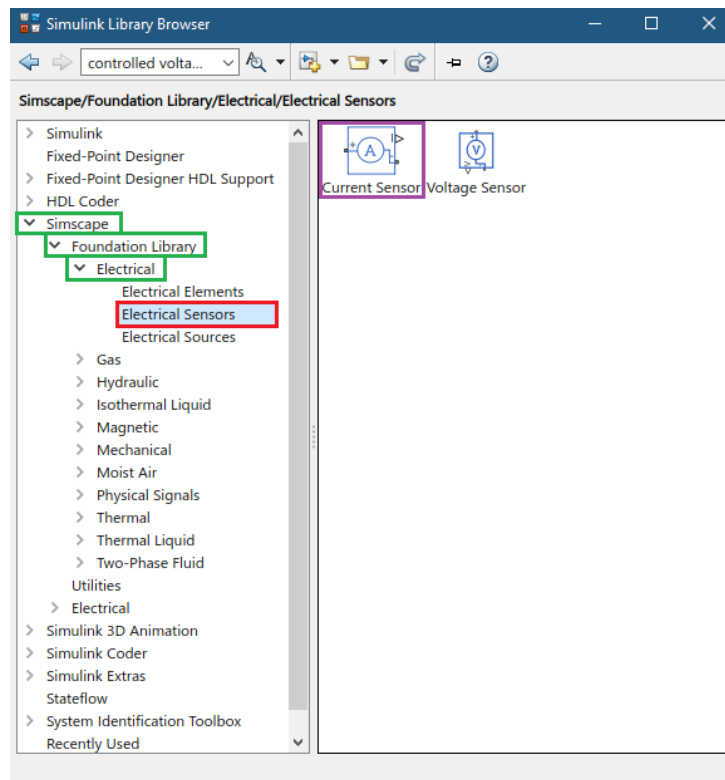 Simulink Library Browser
controlled volta...
Simscape/Foundation Library/Electrical/Electrical Sensors
Simulink
Fixed-Point Designer
Fixed-Point Designer HDL Support
HDL Coder
Simscape
Foundation Library
Electrical
Electrical Elements
Electrical Sensors
Electrical Sources
Gas
Hydraulic
Isothermal Liquid
Magnetic
Mechanical
Moist Air
Physical Signals
Thermal
Thermal Liquid
Two-Phase Fluid
Utilities
Electrical
Simulink 3D Animation
Simulink Coder
Simulink Extras
Stateflow
System Identification Toolbox
Recently Used
A
I
V
Current Sensor
Voltage Sensor